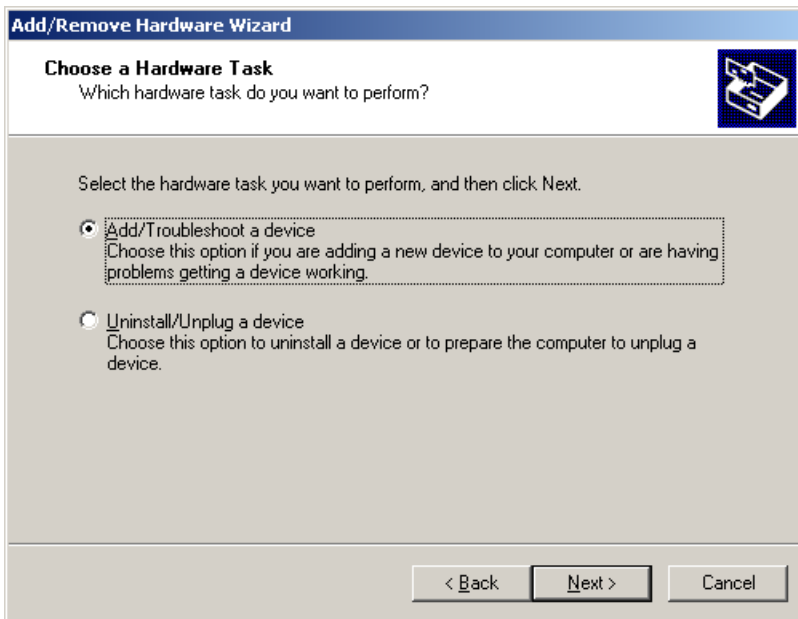 Add/Remove Hardware Wizard
Choose a Hardware Task
Which hardware task do you want to perform?
Select the hardware task you want to perform, and then click Next.
Add/Troubleshoot a device
Choose this option if you are adding a new device to your computer or are having
problems getting a device working.
Uninstall/Unplug a device
Choose this option to uninstall a device or to prepare the computer to unplug a
device.
< Back Next > Cancel